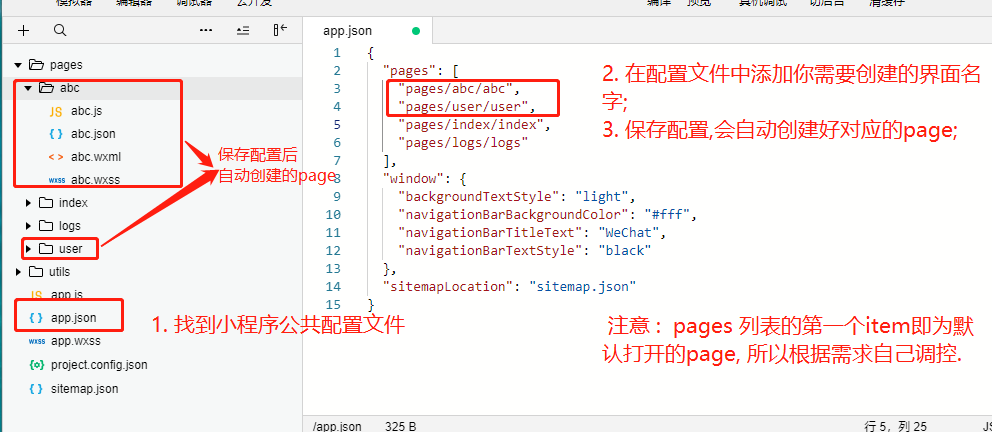 模拟器 编辑器 调试器 云开发 编译 预览 真机调试 切后台 清缓存
app.json
pages
abc
JS abc.js
{ } abc.json
< > abc.wxml
wxss abc.wxss
index
logs
user
utils
JS app.js
{ } app.json
wxss app.wxss
{o} project.config.json
{ } sitemap.json
保存配置后
自动创建的page
1. 找到小程序公共配置文件
1 {
2 "pages": [
3 "pages/abc/abc",
4 "pages/user/user",
5 "pages/index/index",
6 "pages/logs/logs"
7 ],
8 "window": {
9 "backgroundTextStyle": "light",
10 "navigationBarBackgroundColor": "#fff",
11 "navigationBarTitleText": "WeChat",
12 "navigationBarTextStyle": "black"
13 },
14 "sitemapLocation": "sitemap.json"
15 }
2. 在配置文件中添加你需要创建的界面名
字;
3. 保存配置,会自动创建好对应的page;
注意 : pages 列表的第一个item即为默
认打开的page, 所以根据需求自己调控.
/app.json 325 B 行 5，列 25 JS